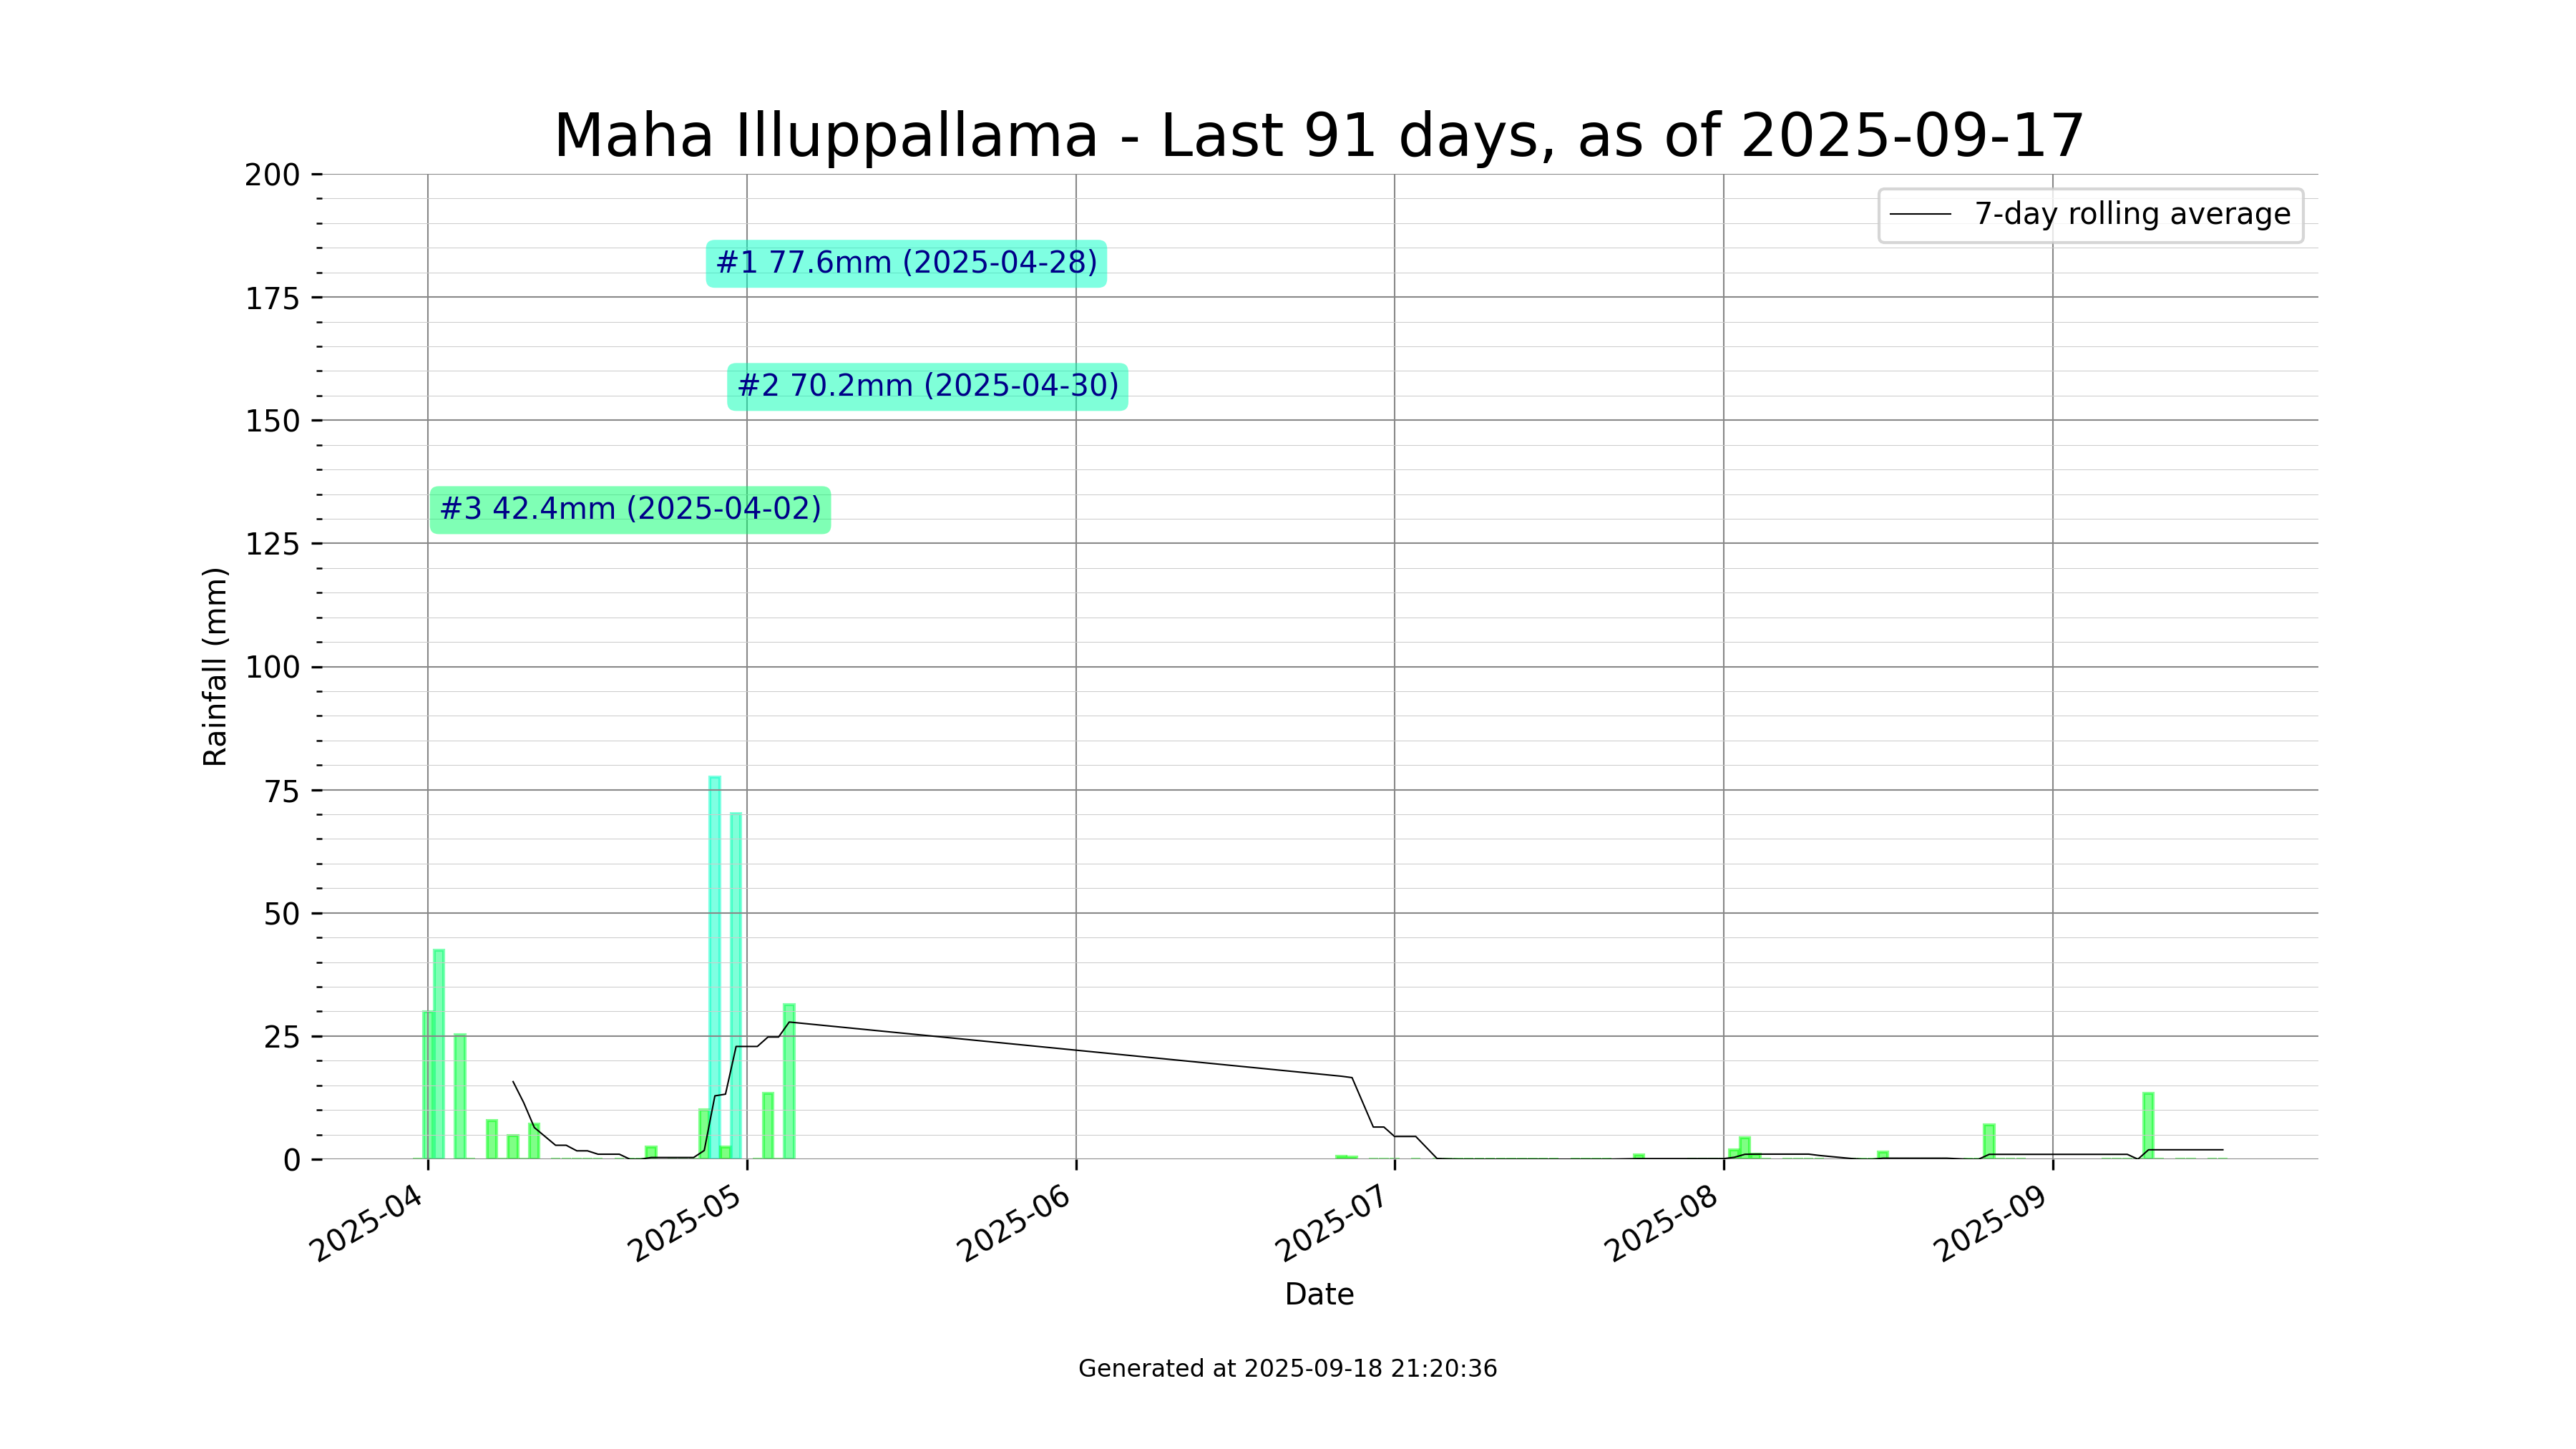 Maha Illuppallama - Last 91 days, as of 2025-09-17
7-day rolling average
#1 77.6mm (2025-04-28)
#2 70.2mm (2025-04-30)
#3 42.4mm (2025-04-02)
Rainfall (mm)
200
175
150
125
100
75
50
25
0
2025-04
2025-05
2025-06
2025-07
2025-08
2025-09
Date
Generated at 2025-09-18 21:20:36